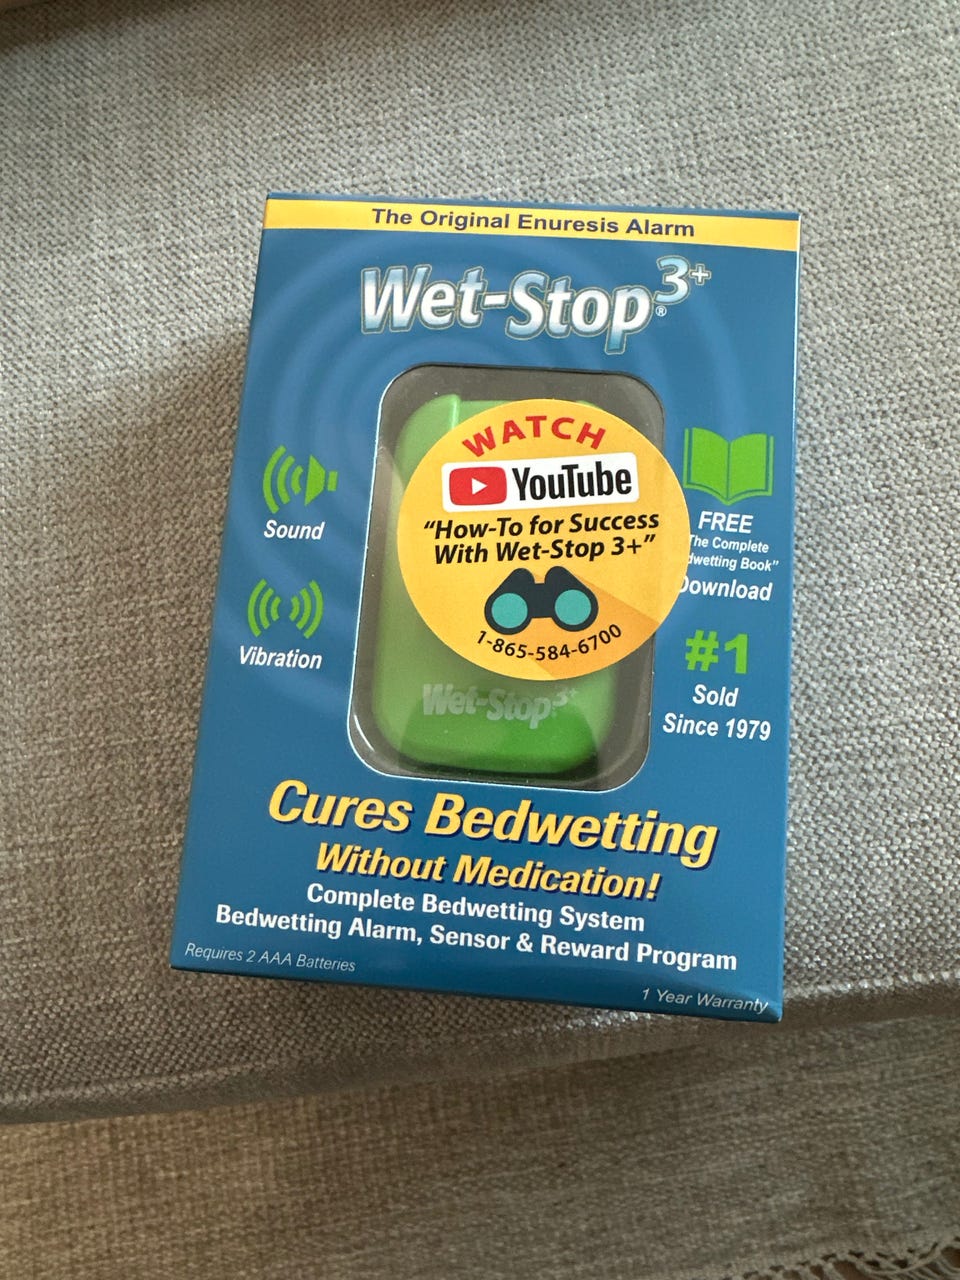 The Original Enuresis Alarm
Wet-Stop3+®
Sound
Vibration
WATCH
YouTube
"How-To for Success
With Wet-Stop 3+"
1-865-584-6700
Wet-Stop3+
FREE
The Complete
dwetting Book"
Download
#1
Sold
Since 1979
Cures Bedwetting
Without Medication!
Complete Bedwetting System
Bedwetting Alarm, Sensor & Reward Program
Requires 2 AAA Batteries
1 Year Warranty